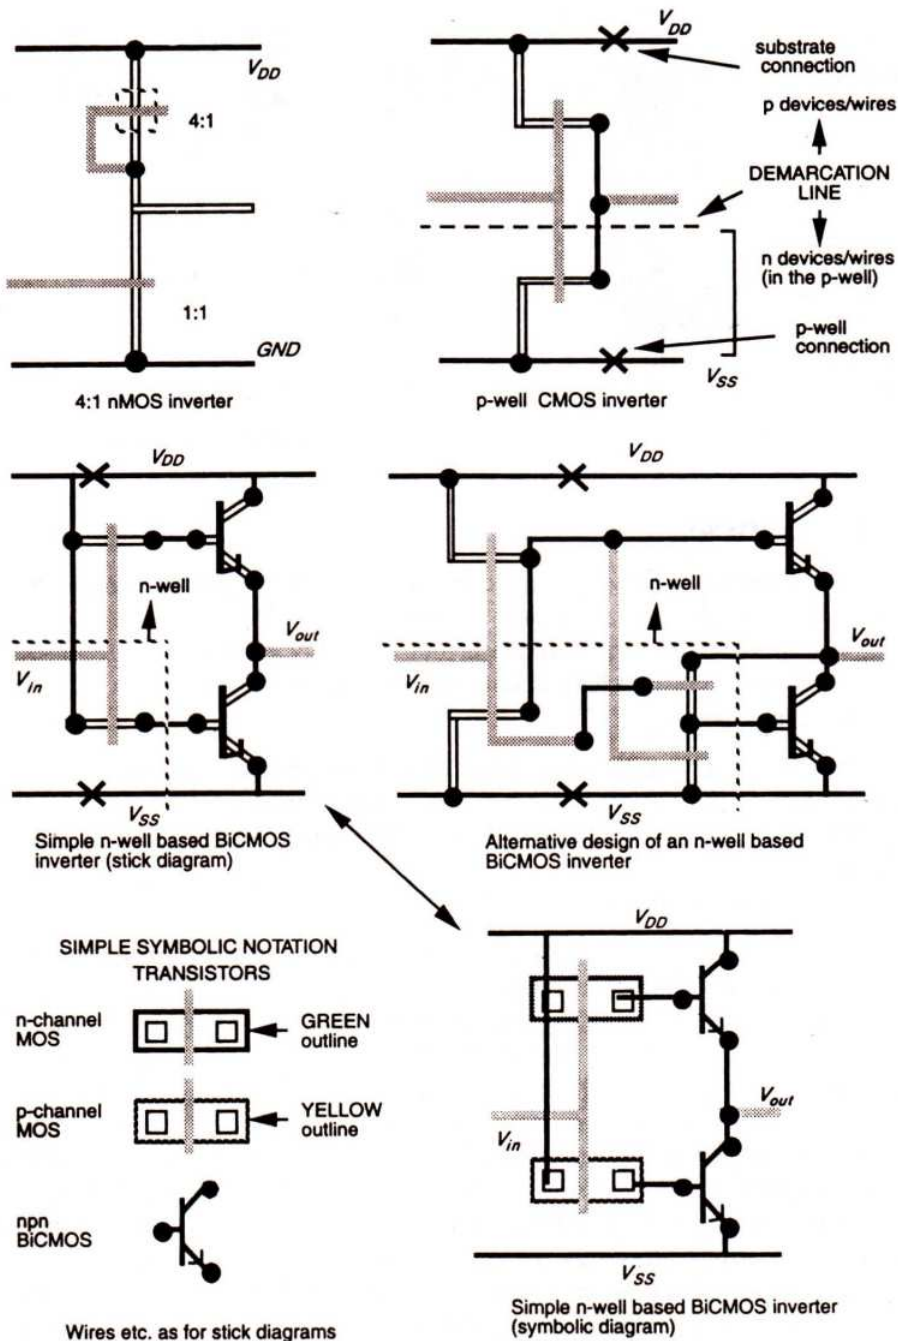 V_DD
4:1
1:1
GND
4:1 nMOS inverter
V_DD
substrate
connection
p devices/wires
DEMARCATION
LINE
n devices/wires
(in the p-well)
p-well
connection
V_SS
p-well CMOS inverter
V_DD
n-well
V_out
V_in
V_SS
Simple n-well based BiCMOS
inverter (stick diagram)
V_DD
n-well
V_out
V_in
V_SS
Alternative design of an n-well based
BiCMOS inverter
SIMPLE SYMBOLIC NOTATION
TRANSISTORS
n-channel
MOS
GREEN
outline
p-channel
MOS
YELLOW
outline
npn
BiCMOS
Wires etc. as for stick diagrams
V_DD
V_out
V_in
V_SS
Simple n-well based BiCMOS inverter
(symbolic diagram)